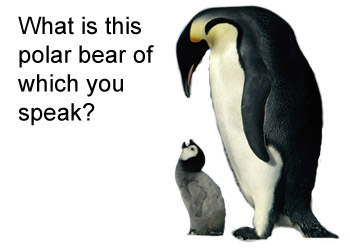 What is this
polar bear of
which you
speak?